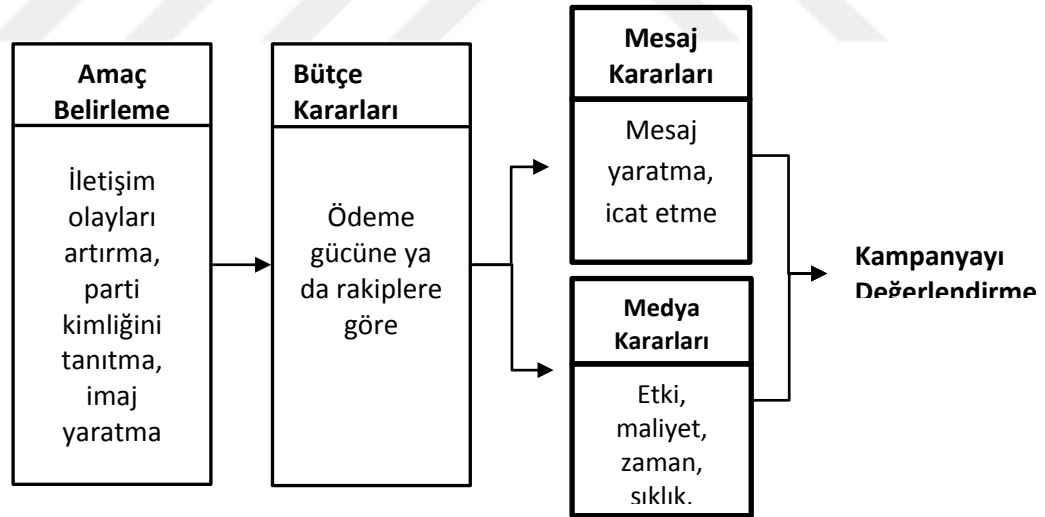 Amaç
Belirleme
İletişim
olayları
artırma,
parti
kimliğini
tanıtma,
imaj
yaratma
Bütçe
Kararları
Ödeme
gücüne ya
da rakiplere
göre
Mesaj
Kararları
Mesaj
yaratma,
icat etme
Medya
Kararları
Etki,
maliyet,
zaman,
sıklık.
Kampanyayı
Değerlendirme